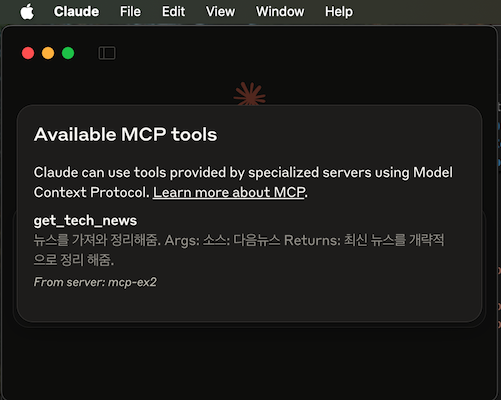 Claude File Edit View Window Help
Available MCP tools
Claude can use tools provided by specialized servers using Model
Context Protocol. Learn more about MCP.
get_tech_news
뉴스를 가져와 정리해줌. Args: 소스: 다음뉴스 Returns: 최신 뉴스를 개략적
으로 정리 해줌.
From server: mcp-ex2